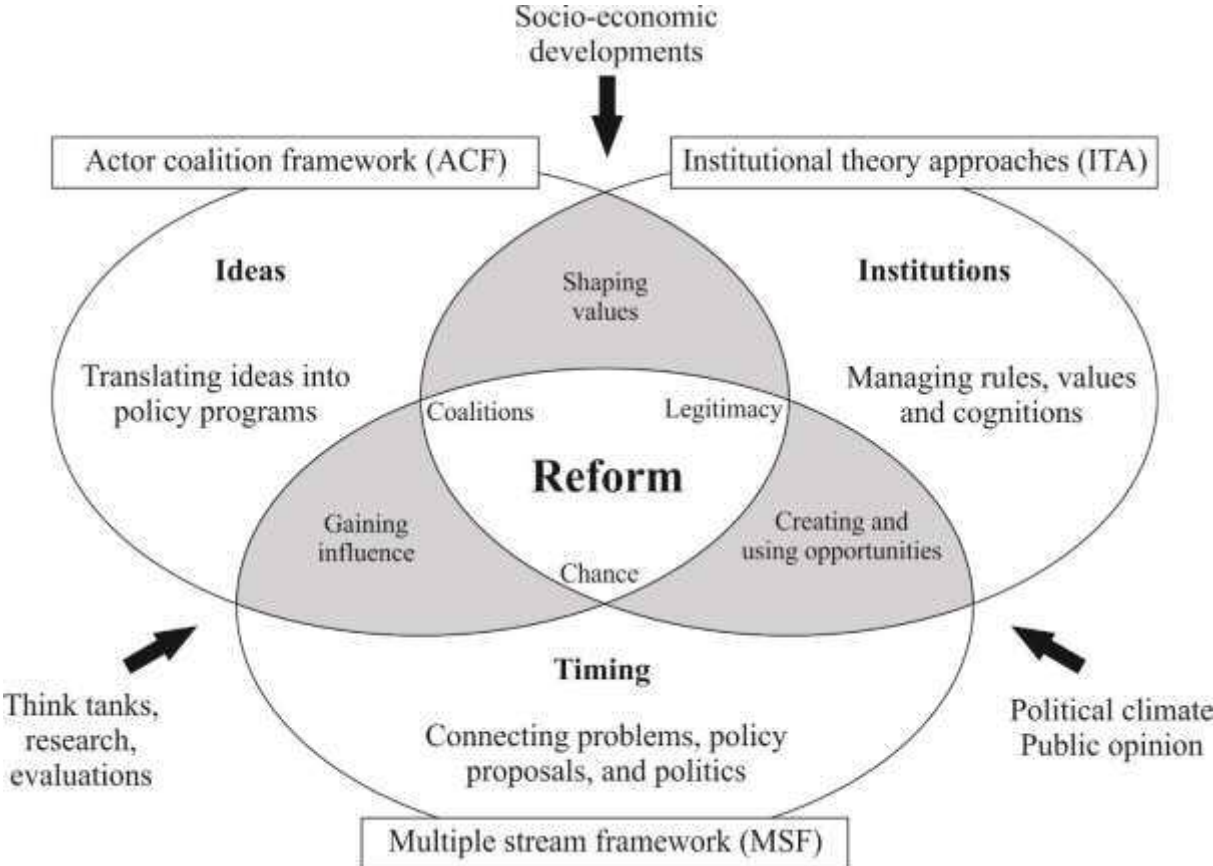 Socio-economic
developments
Actor coalition framework (ACF)
Institutional theory approaches (ITA)
Ideas
Institutions
Shaping
values
Translating ideas into
policy programs
Managing rules, values
and cognitions
Coalitions
Legitimacy
Reform
Gaining
influence
Creating and
using opportunities
Chance
Timing
Think tanks,
research,
evaluations
Political climate
Public opinion
Connecting problems, policy
proposals, and politics
Multiple stream framework (MSF)